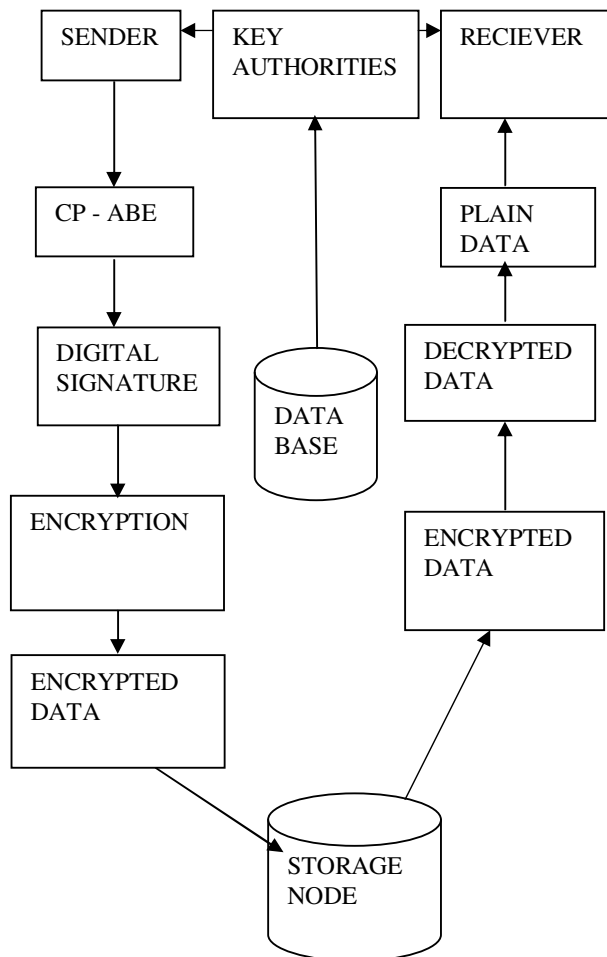 SENDER
KEY
AUTHORITIES
RECIEVER
CP - ABE
DIGITAL
SIGNATURE
ENCRYPTION
ENCRYPTED
DATA
DATA
BASE
PLAIN
DATA
DECRYPTED
DATA
ENCRYPTED
DATA
STORAGE
NODE